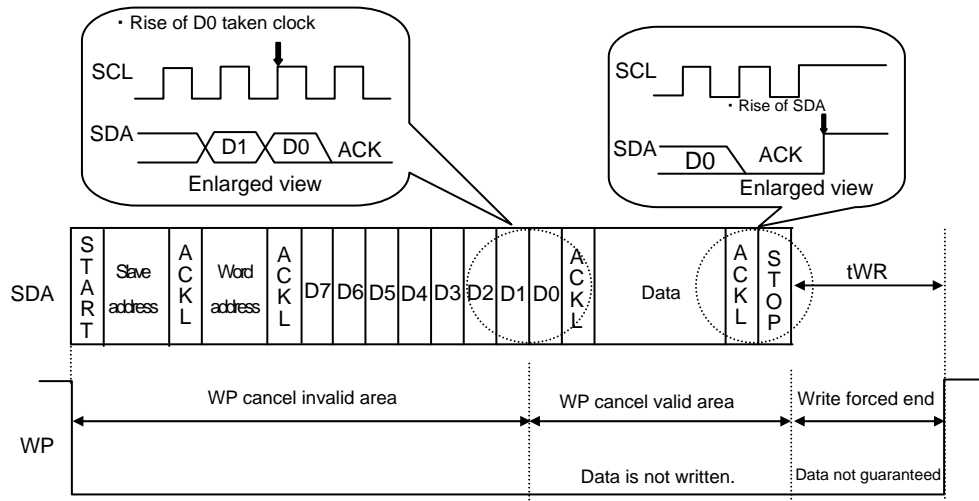 ・Rise of D0 taken clock
SCL
SDA
D1
D0
ACK
Enlarged view
SCL
・Rise of SDA
SDA
D0
ACK
Enlarged view
SDA
START
Slave address
ACKL
Word address
ACKL
D7
D6
D5
D4
D3
D2
D1
D0
ACKL
Data
ACKL
STOP
tWR
WP
WP cancel invalid area
WP cancel valid area
Write forced end
Data is not written.
Data not guaranteed